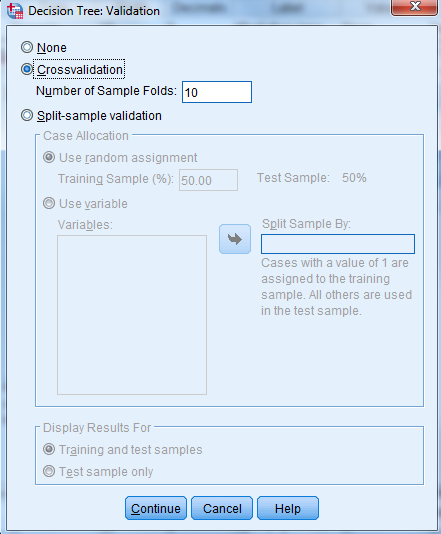 Decision Tree: Validation
None
Crossvalidation
Number of Sample Folds: 10
Split-sample validation
Case Allocation
Use random assignment
Training Sample (%): 50.00 Test Sample: 50%
Use variable
Variables:
Split Sample By:
Cases with a value of 1 are
assigned to the training
sample. All others are used
in the test sample.
Display Results For
Training and test samples
Test sample only
Continue Cancel Help